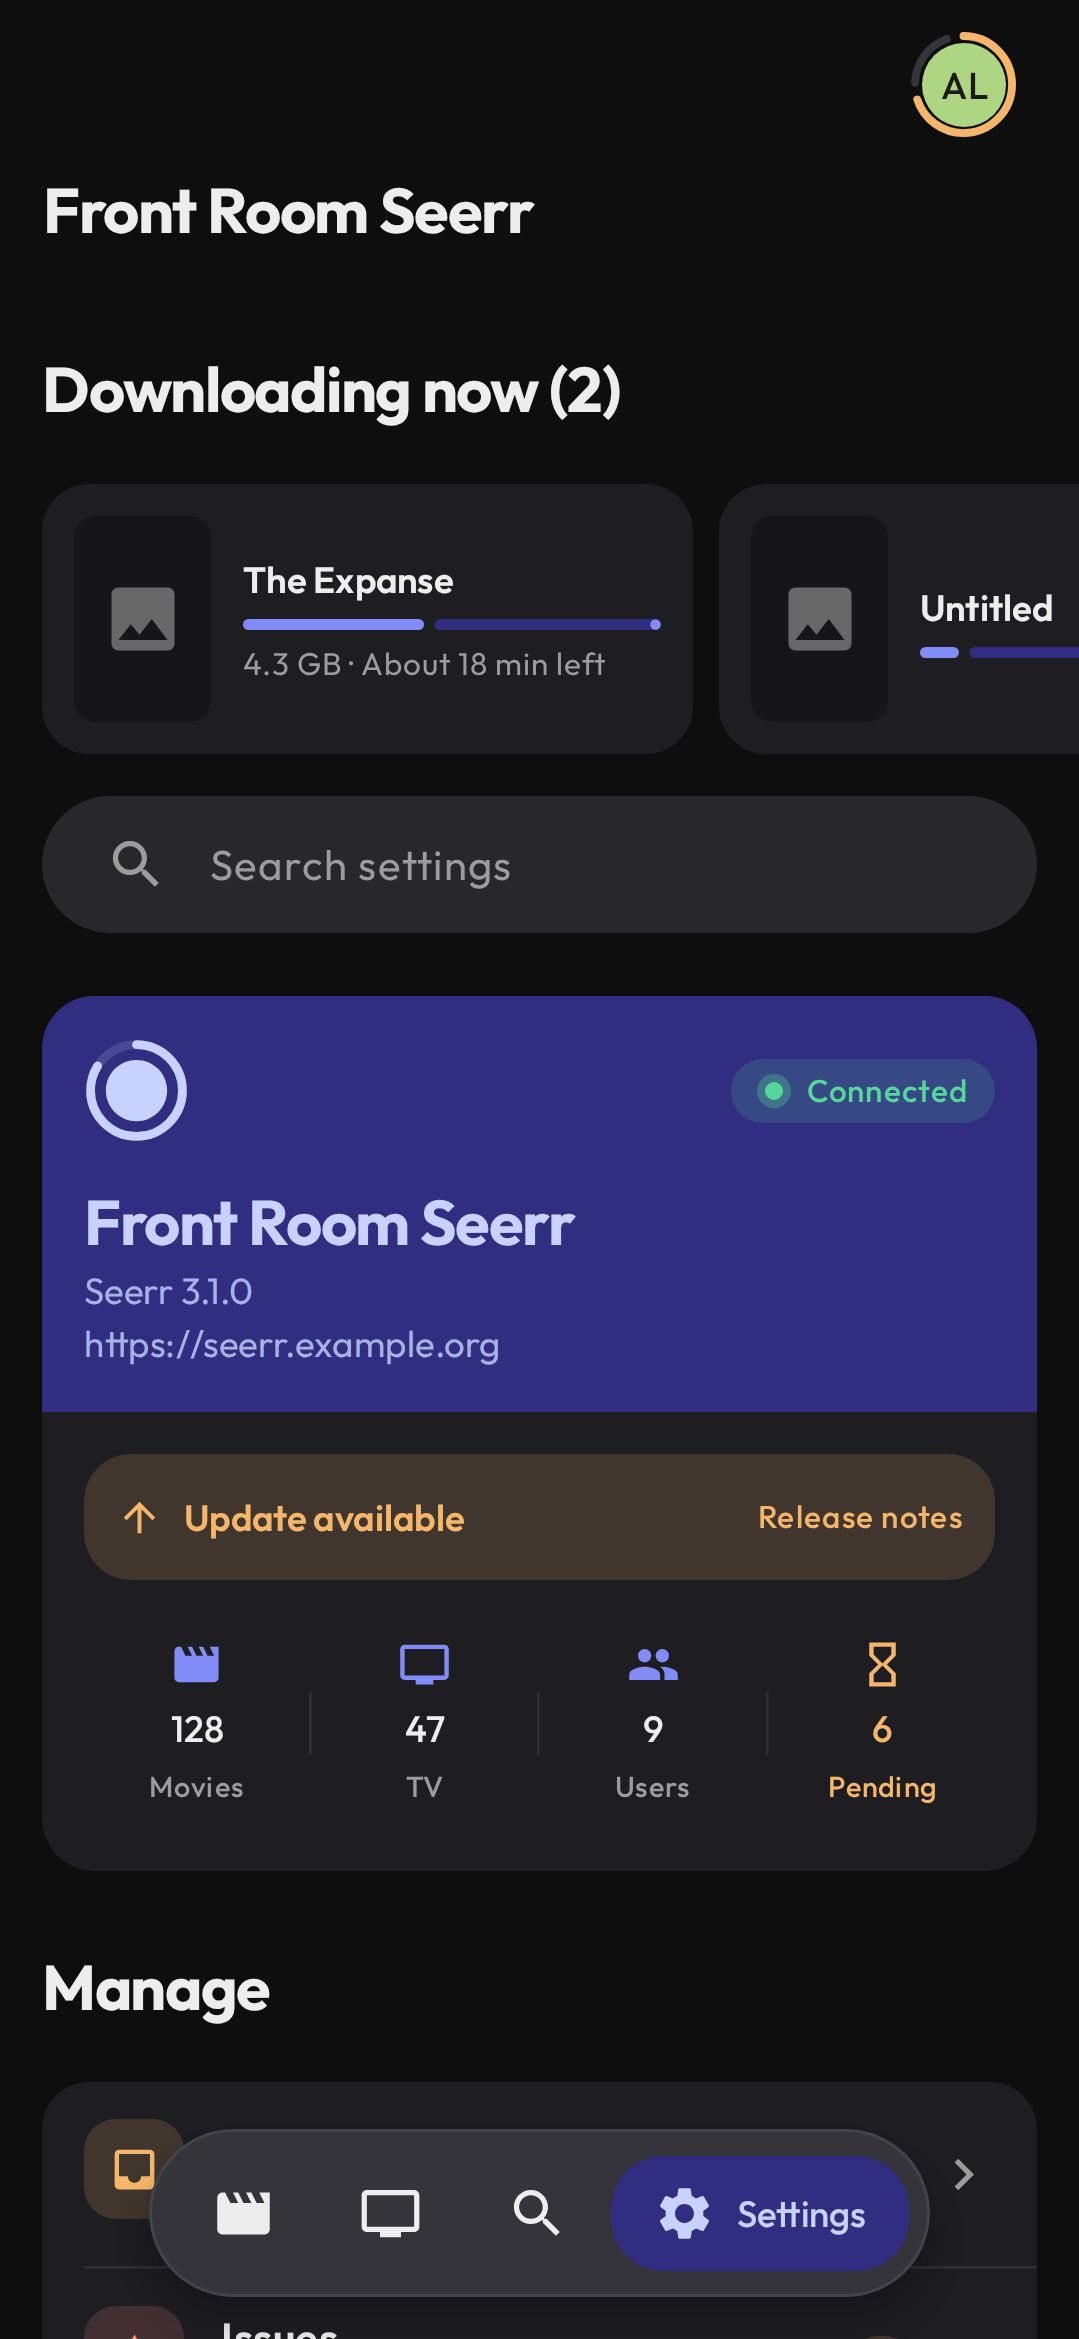 AL
Front Room Seerr
Downloading now (2)
The Expanse
4.3 GB · About 18 min left
Untitled
Search settings
Connected
Front Room Seerr
Seerr 3.1.0
https://seerr.example.org
Update available
Release notes
128
47
9
6
Movies
TV
Users
Pending
Manage
Settings
Issues